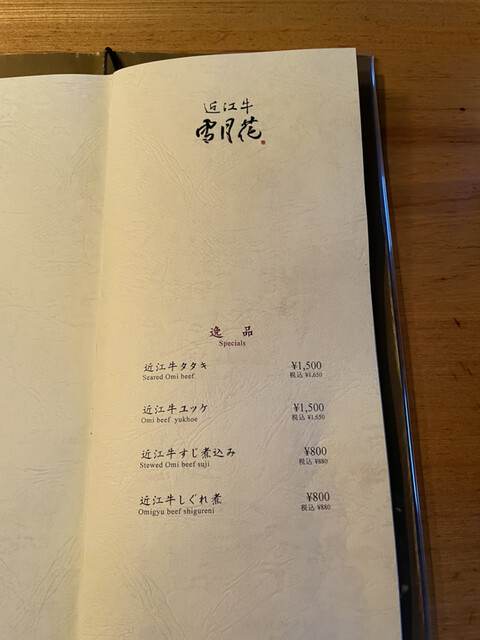 近江牛
雪月花
逸品
Specials
近江牛タタキ ¥1,500
Seared Omi beef 税込 ¥1,650
近江牛ユッケ ¥1,500
Omi beef yukhoe 税込 ¥1,650
近江牛すじ煮込み ¥800
Stewed Omi beef suji 税込 ¥880
近江牛しぐれ煮 ¥800
Omigyu beef shigureni 税込 ¥880